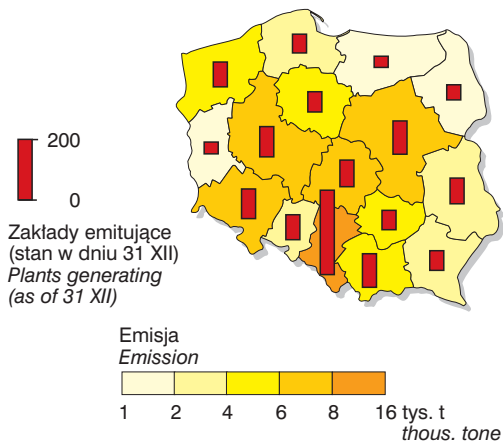 200
0
Zakłady emitujące
(stan w dniu 31 XII)
Plants generating
(as of 31 XII)
Emisja
Emission
1 2 4 6 8 16 tys. t
thous. tone